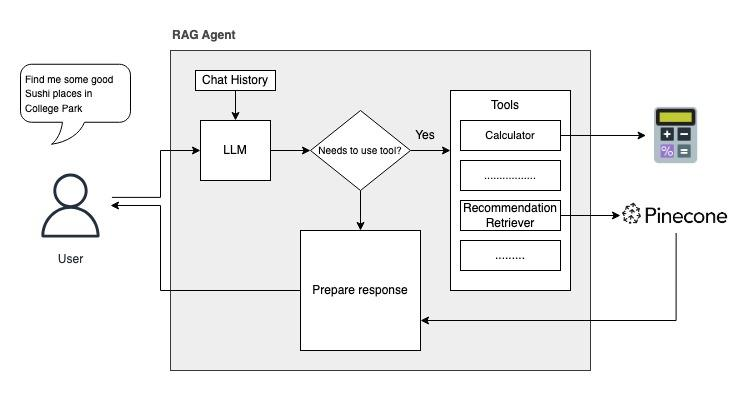 RAG Agent
Find me some good
Sushi places in
College Park
Chat History
LLM
Needs to use tool?
Yes
Tools
Calculator
.................
Recommendation
Retriever
.........
Pinecone
User
Prepare response